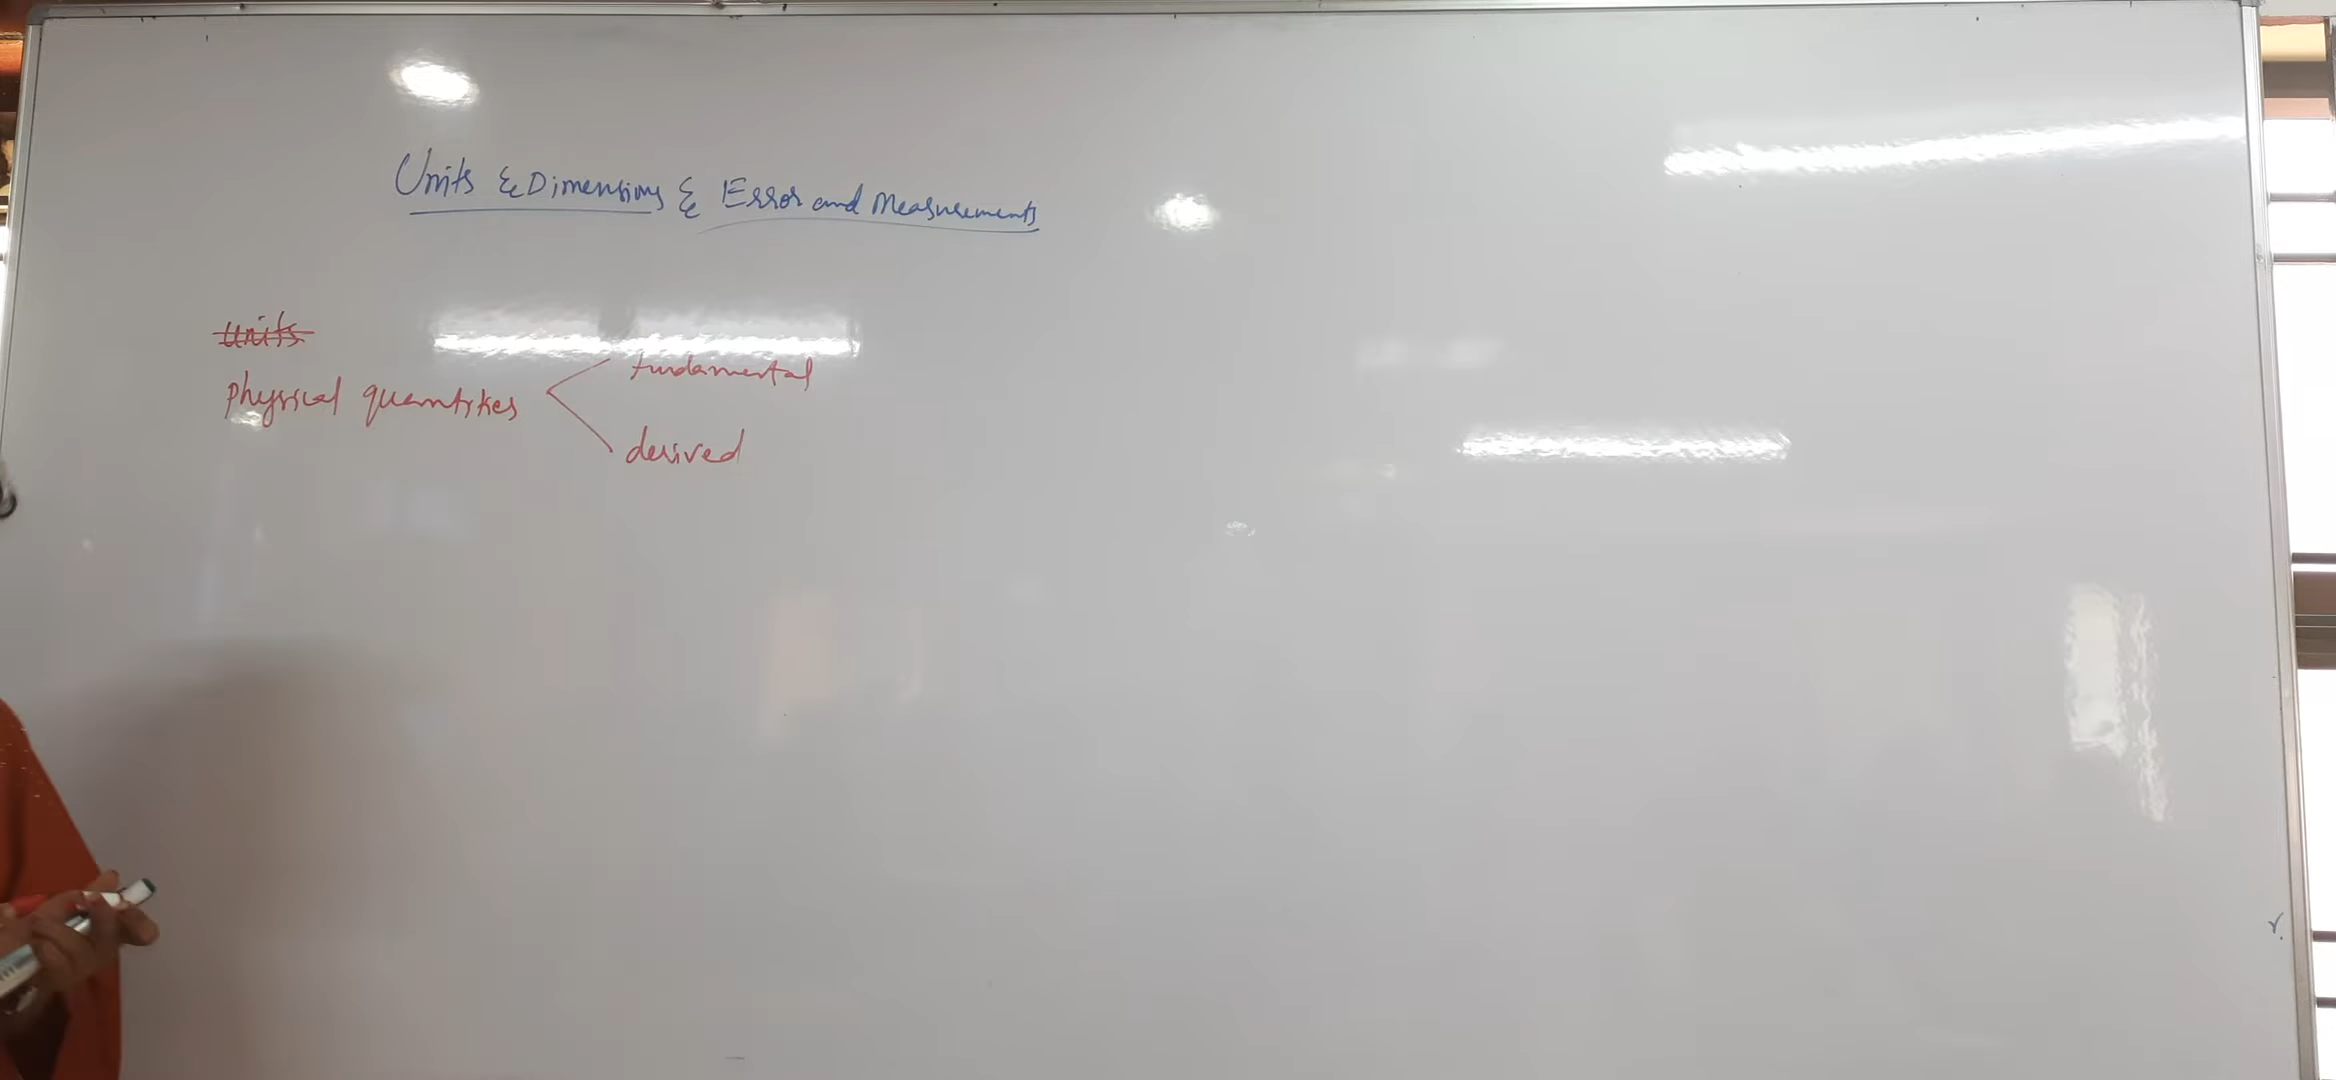 Units & Dimensions & Error and Measurements
Units
physical quantities
fundamental
derived